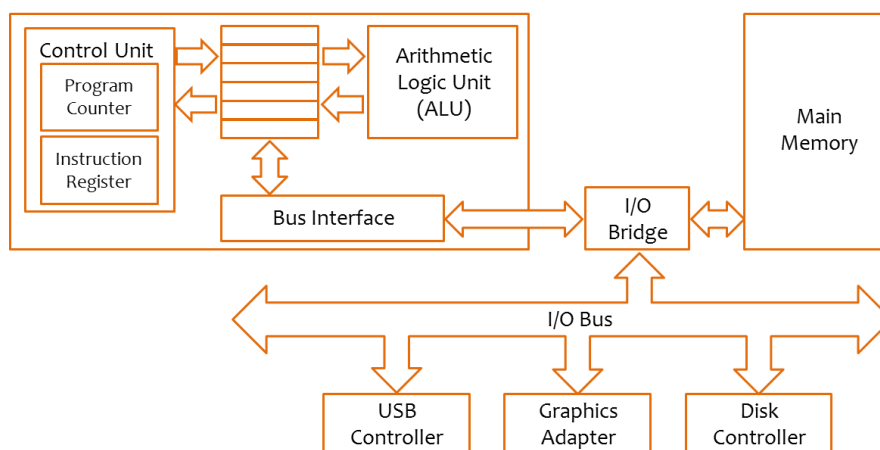 Control Unit
Program
Counter
Instruction
Register
Arithmetic
Logic Unit
(ALU)
Bus Interface
I/O
Bridge
Main
Memory
I/O Bus
USB
Controller
Graphics
Adapter
Disk
Controller